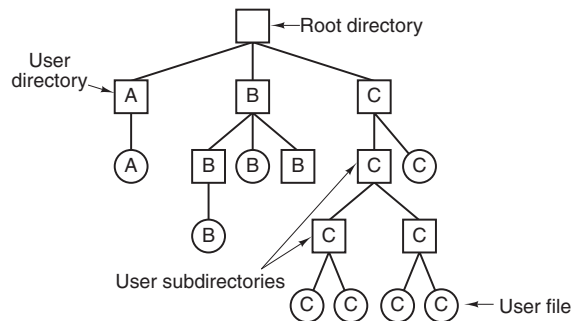 Root directory
User
directory
A B C
A B B B C C
B C C
User subdirectories
C C C C
User file